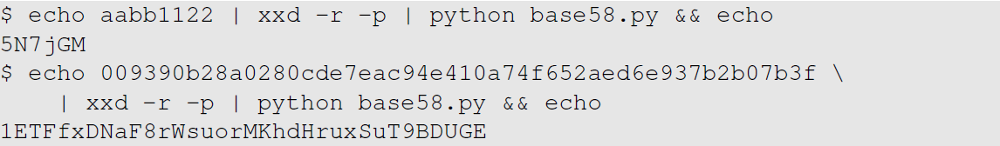 $ echo aabb1122 | xxd -r -p | python base58.py && echo
5N7jGM
$ echo 009390b28a0280cde7eac94e410a74f652aed6e937b2b07b3f \
| xxd -r -p | python base58.py && echo
1ETFfxDNaF8rWsuorMKhdHruxSuT9BDUGE